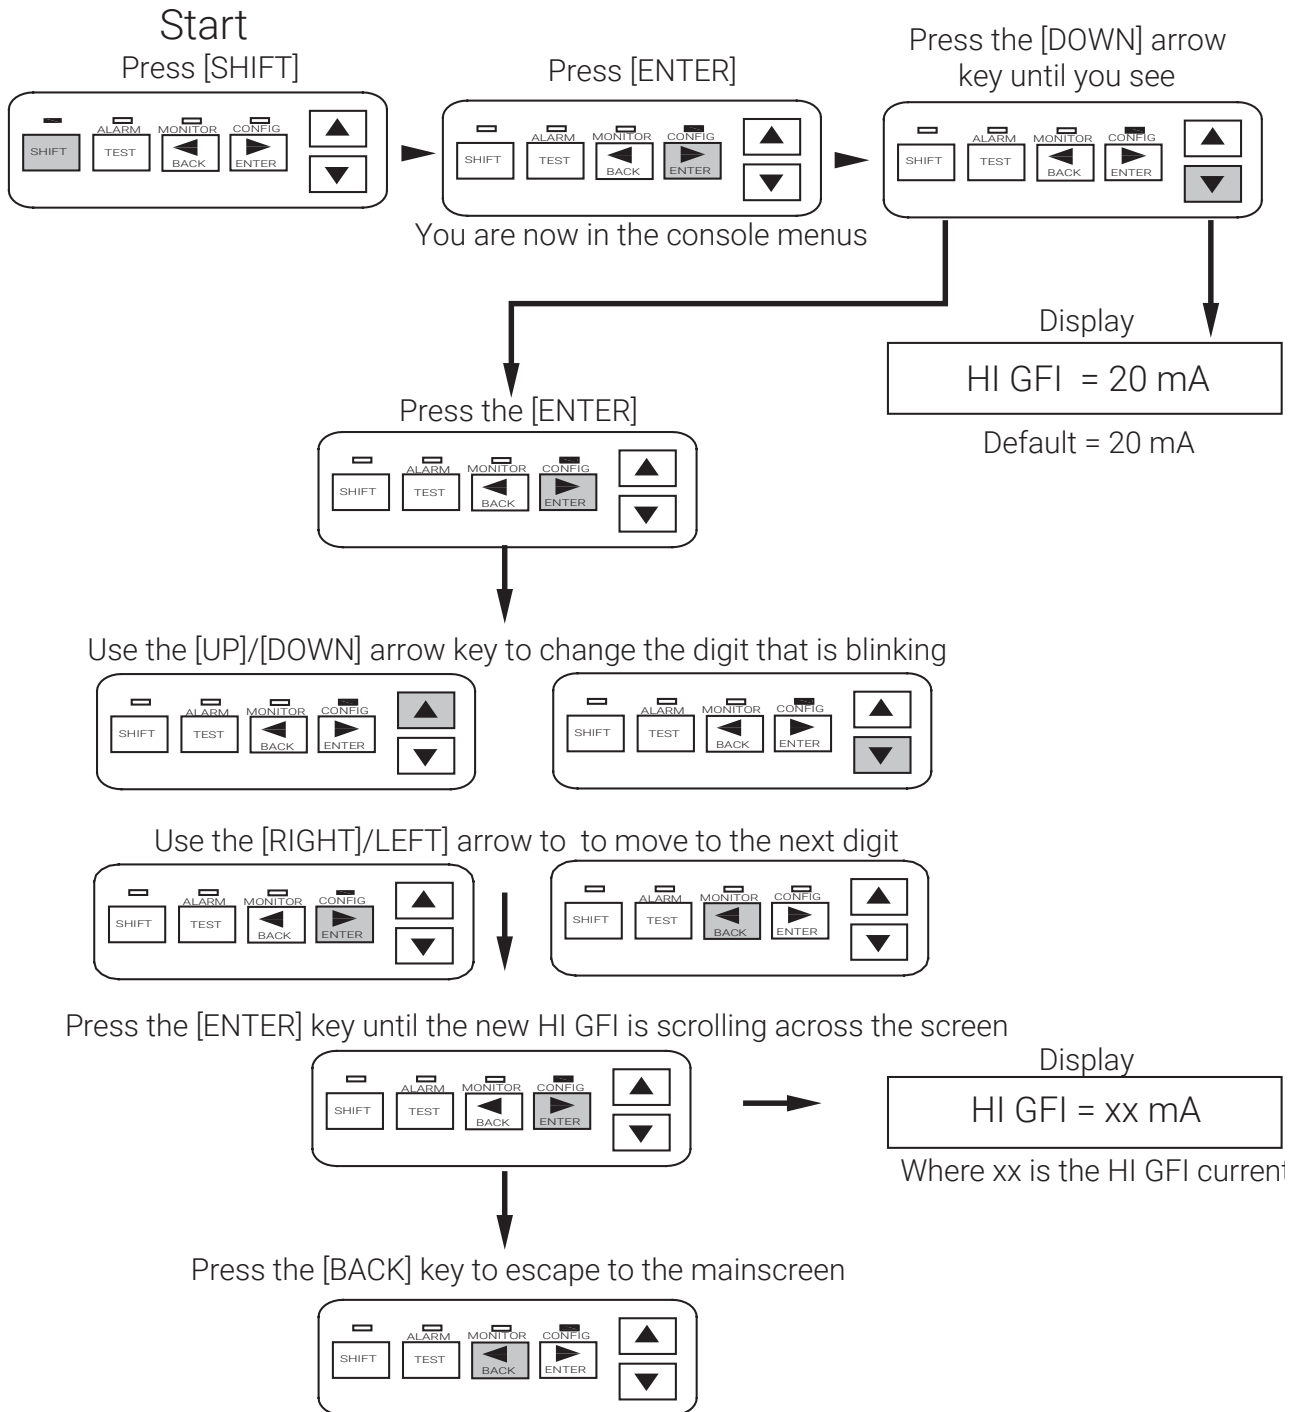 Start
Press [SHIFT]
Press [ENTER]
Press the [DOWN] arrow
key until you see
ALARM MONITOR CONFIG
SHIFT TEST BACK ENTER
ALARM MONITOR CONFIG
SHIFT TEST BACK ENTER
ALARM MONITOR CONFIG
SHIFT TEST BACK ENTER
You are now in the console menus
Display
HI GFI = 20 mA
Default = 20 mA
Press the [ENTER]
ALARM MONITOR CONFIG
SHIFT TEST BACK ENTER
Use the [UP]/[DOWN] arrow key to change the digit that is blinking
ALARM MONITOR CONFIG
SHIFT TEST BACK ENTER
ALARM MONITOR CONFIG
SHIFT TEST BACK ENTER
Use the [RIGHT]/LEFT] arrow to to move to the next digit
ALARM MONITOR CONFIG
SHIFT TEST BACK ENTER
ALARM MONITOR CONFIG
SHIFT TEST BACK ENTER
Press the [ENTER] key until the new HI GFI is scrolling across the screen
ALARM MONITOR CONFIG
SHIFT TEST BACK ENTER
Display
HI GFI = xx mA
Where xx is the HI GFI current
Press the [BACK] key to escape to the mainscreen
ALARM MONITOR CONFIG
SHIFT TEST BACK ENTER